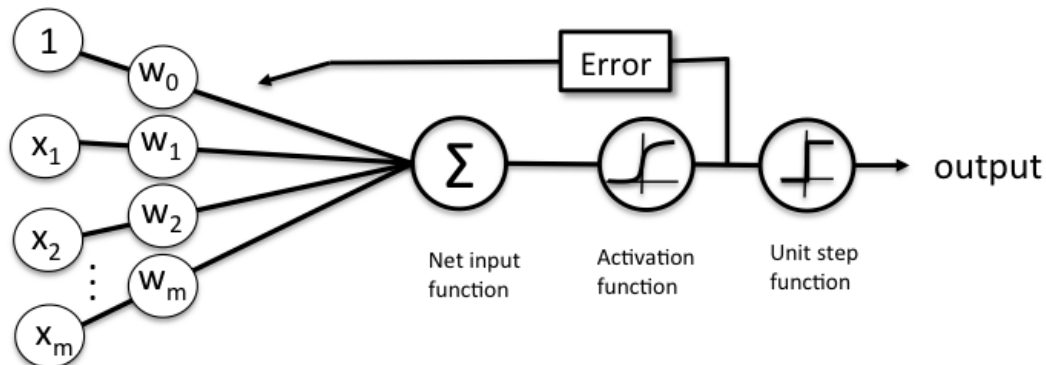 1
w₀
Error
x₁
w₁
Σ
output
x₂
w₂
⋮
wₘ
xₘ
Net input
function
Activation
function
Unit step
function